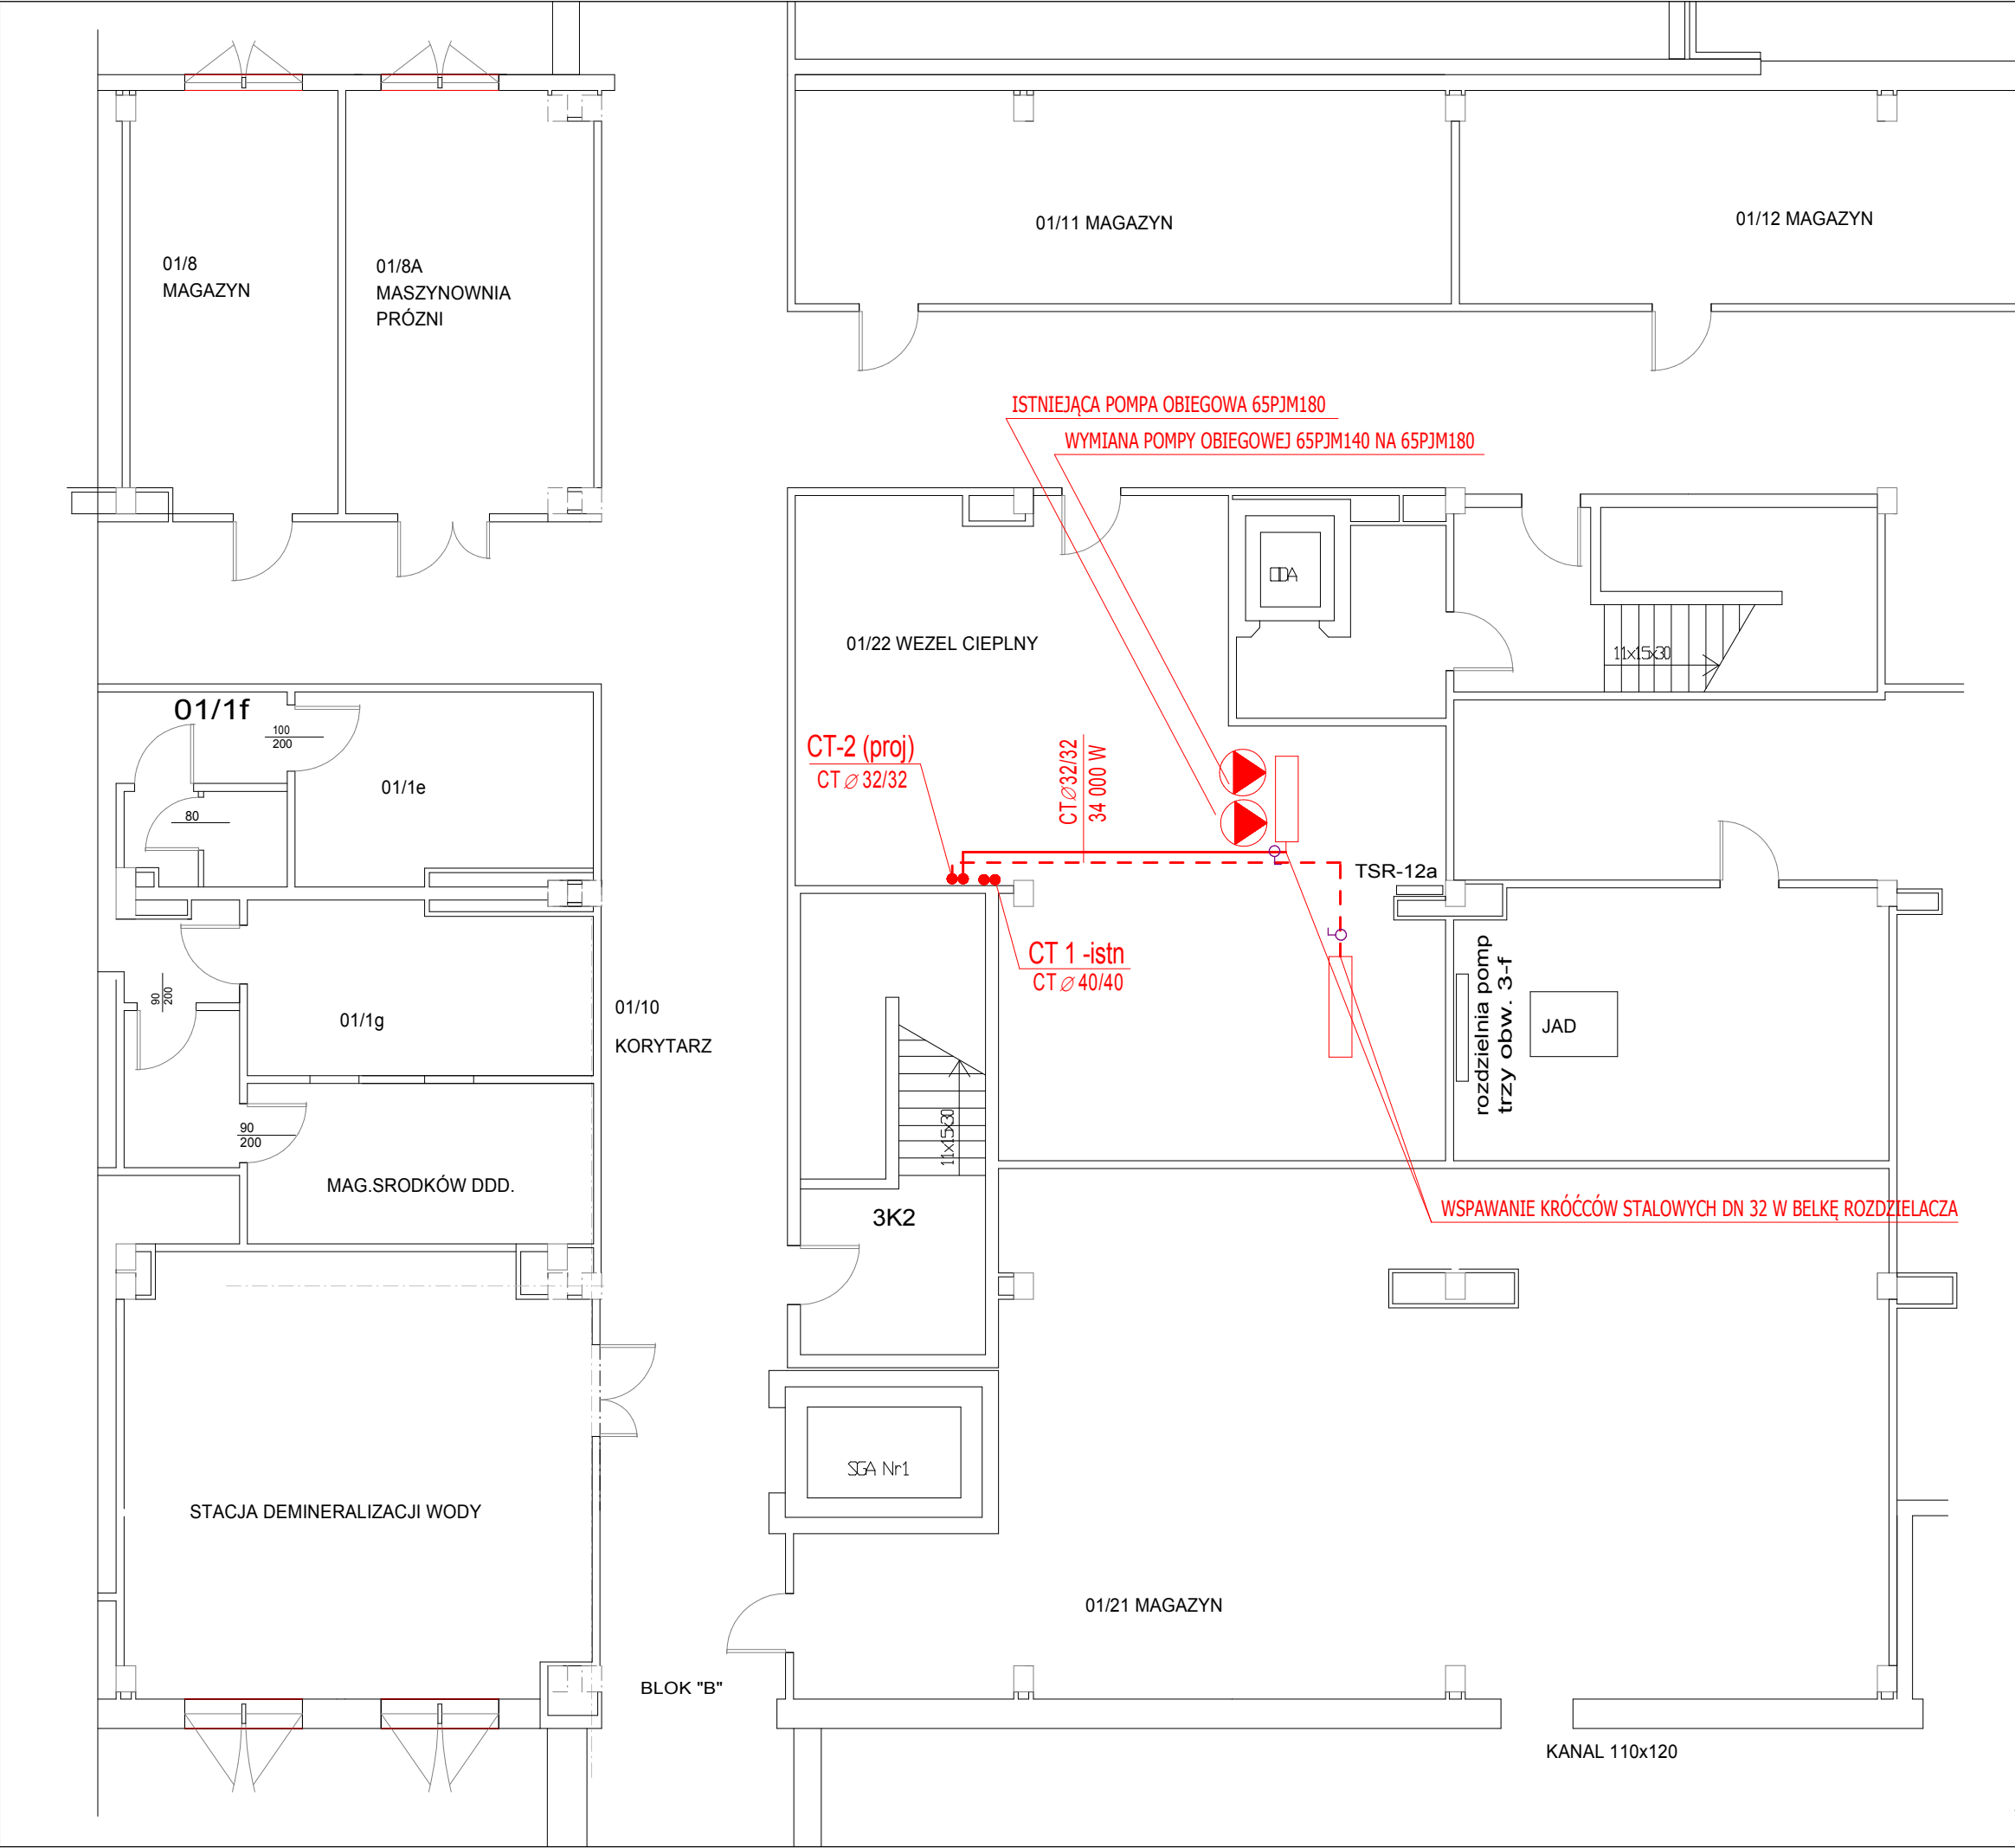 01/11 MAGAZYN
01/12 MAGAZYN
01/8
MAGAZYN
01/8A
MASZYNOWNIA
PRÓZNI
ISTNIEJĄCA POMPA OBIEGOWA 65PJM180
WYMIANA POMPY OBIEGOWEJ 65PJM140 NA 65PJM180
01/22 WEZEL CIEPLNY
11x15x30
01/1f
100
200
01/1e
80
CT-2 (proj)
CT ⌀ 32/32
CT⌀32/32
34 000 W
TSR-12a
CT 1 -istn
CT ⌀ 40/40
90
200
01/1g
01/10
KORYTARZ
rozdzielnia pomp
trzy obw. 3-f
JAD
11x15x30
90
200
MAG.SRODKÓW DDD.
3K2
WSPAWANIE KRÓĆCÓW STALOWYCH DN 32 W BELKĘ ROZDZIELACZA
SGA Nr1
STACJA DEMINERALIZACJI WODY
01/21 MAGAZYN
BLOK "B"
KANAL 110x120